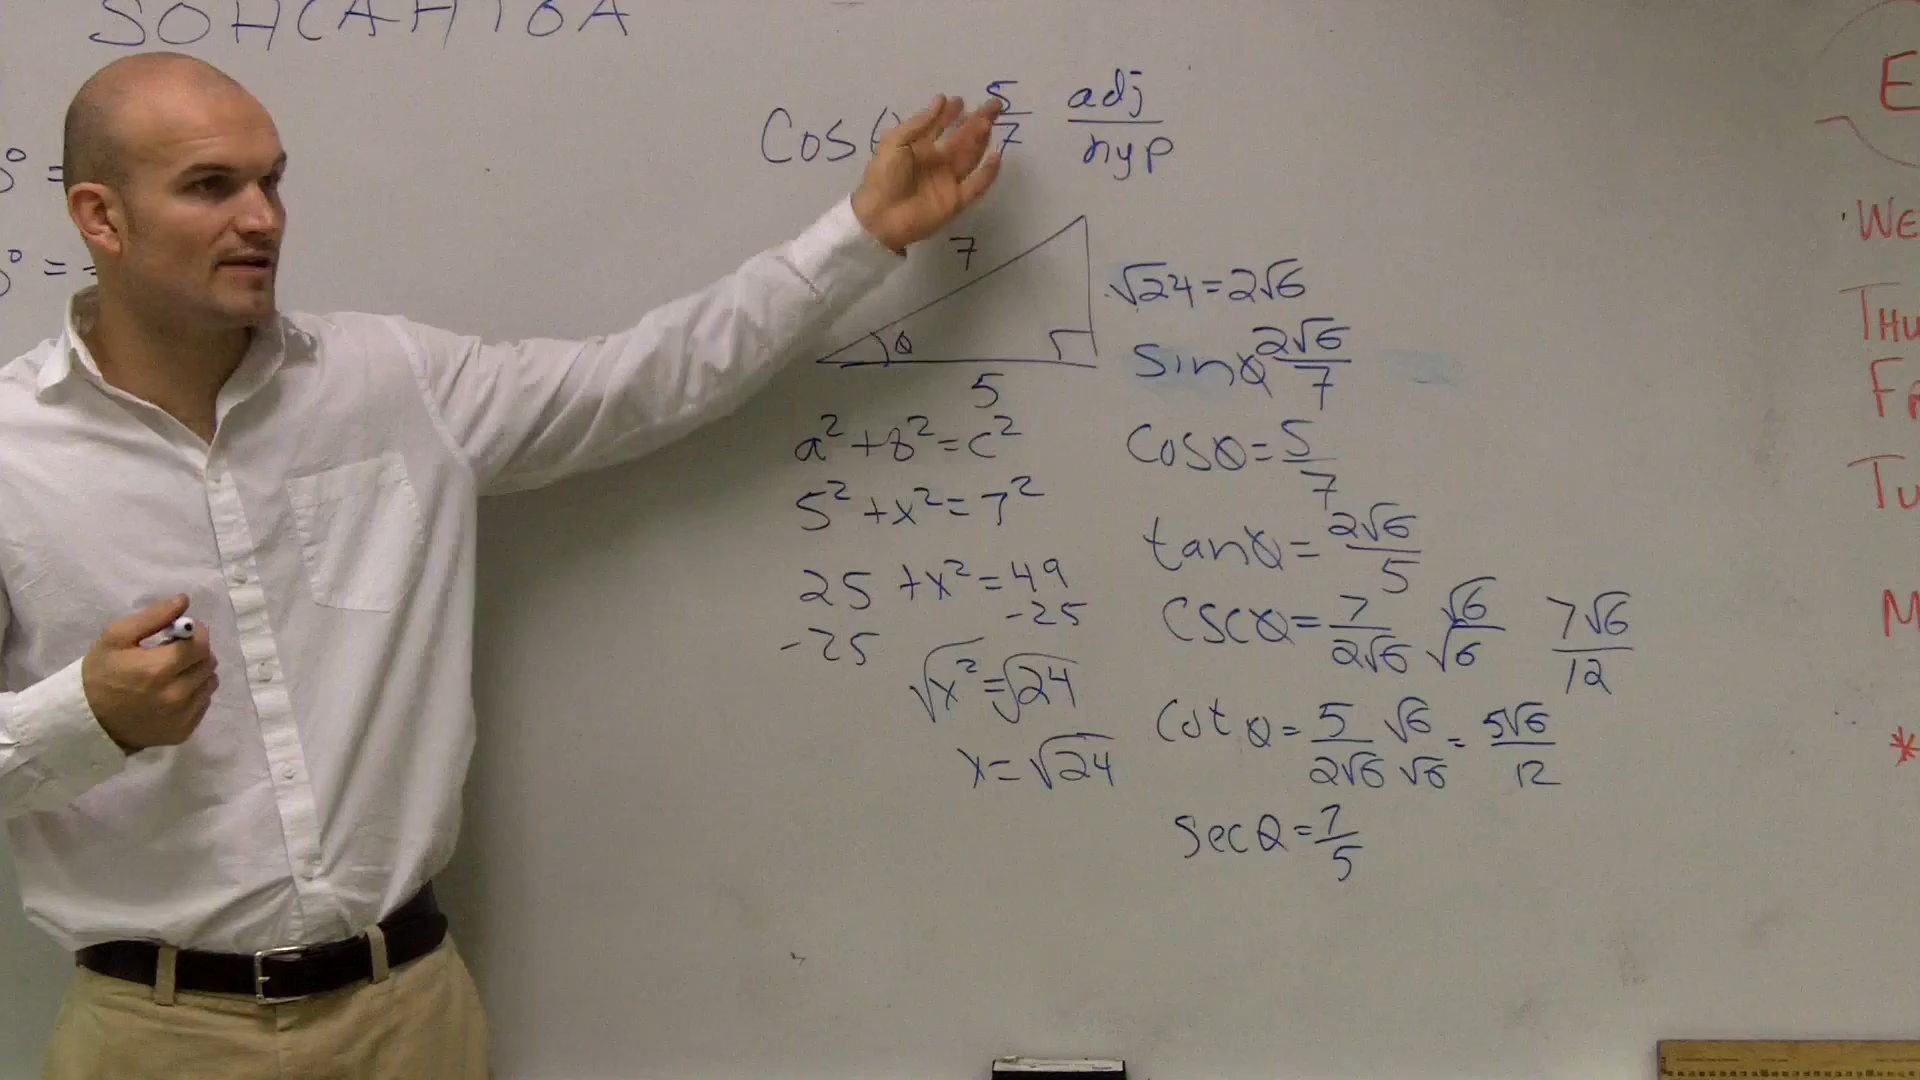 SOHCAHTOA
Cos 5/7 adj/hyp
7
θ
5
√24 = 2√6
sinθ 2√6/7
a² + b² = c²
cosθ = 5/7
5² + x² = 7²
tanθ = 2√6/5
25 + x² = 49
-25 -25
cscθ = 7/2√6 √6/√6 7√6/12
√x² = √24
cotθ = 5/2√6 √6/√6 = 5√6/12
x = √24
secθ = 7/5
E
WE
THU
TU
M
*